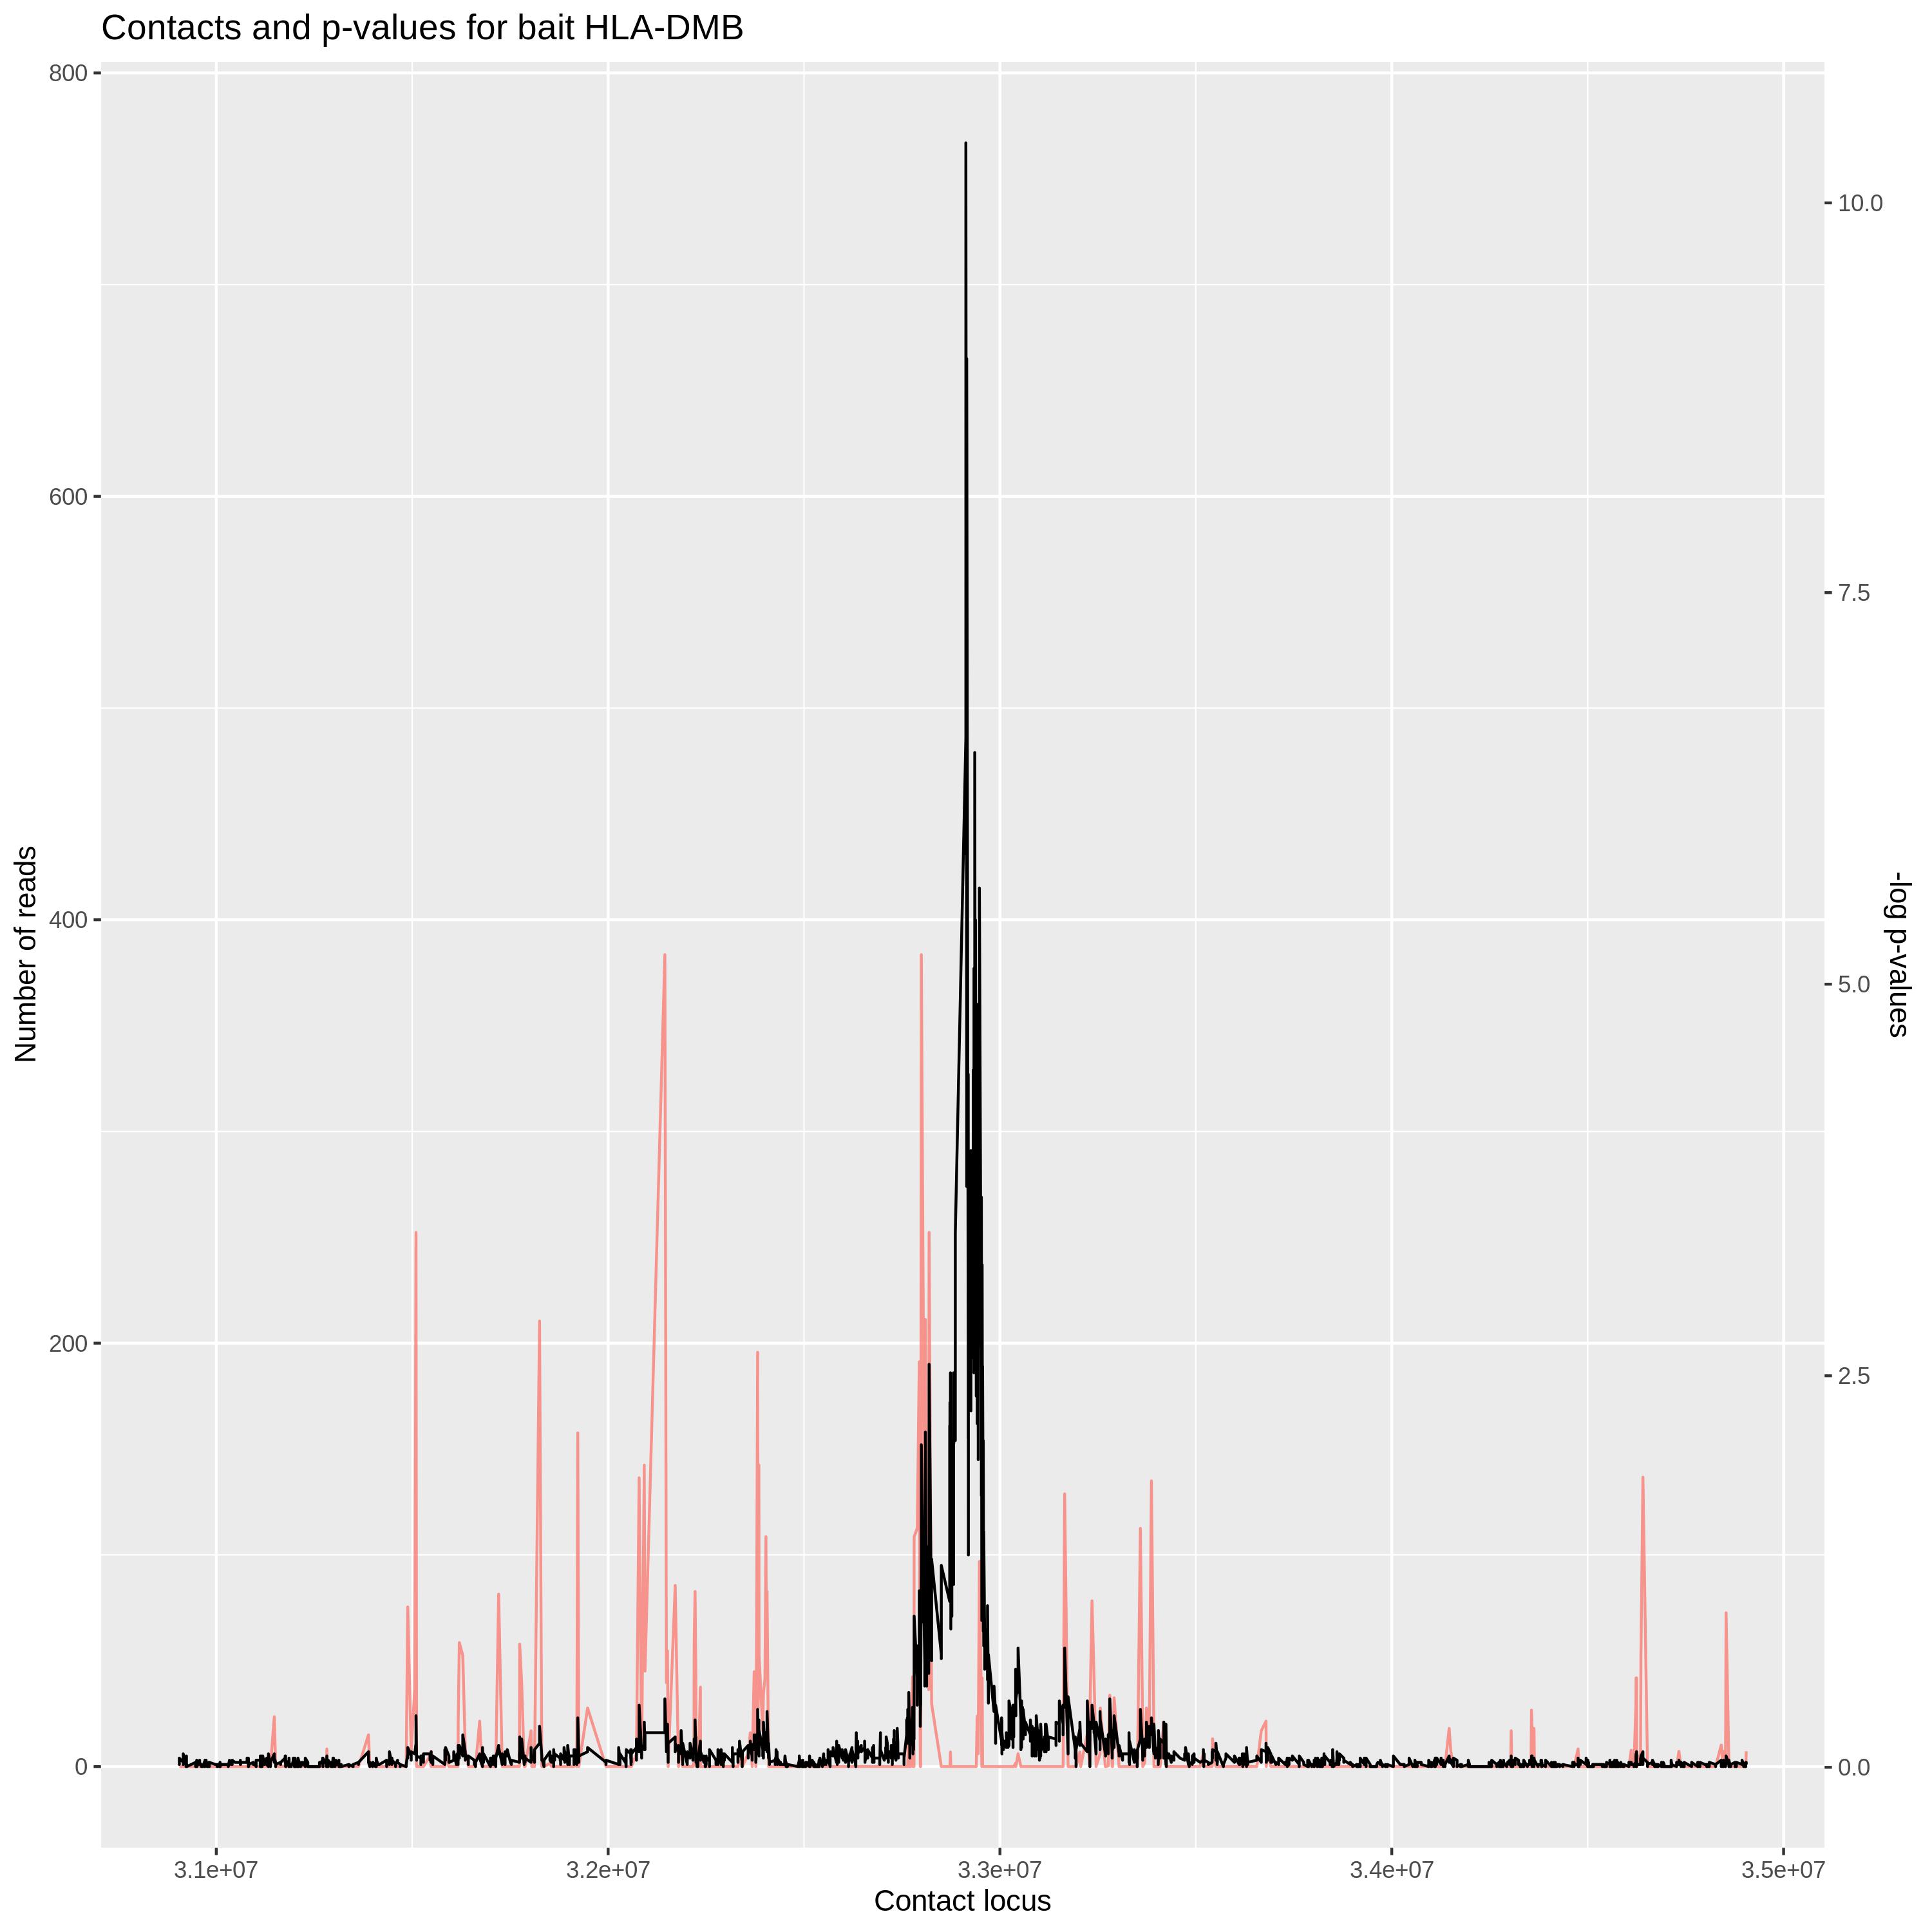 Contacts and p-values for bait HLA-DMB
800
600
400
200
0
Number of reads
10.0
7.5
5.0
2.5
0.0
-log p-values
3.1e+07
3.2e+07
3.3e+07
3.4e+07
3.5e+07
Contact locus